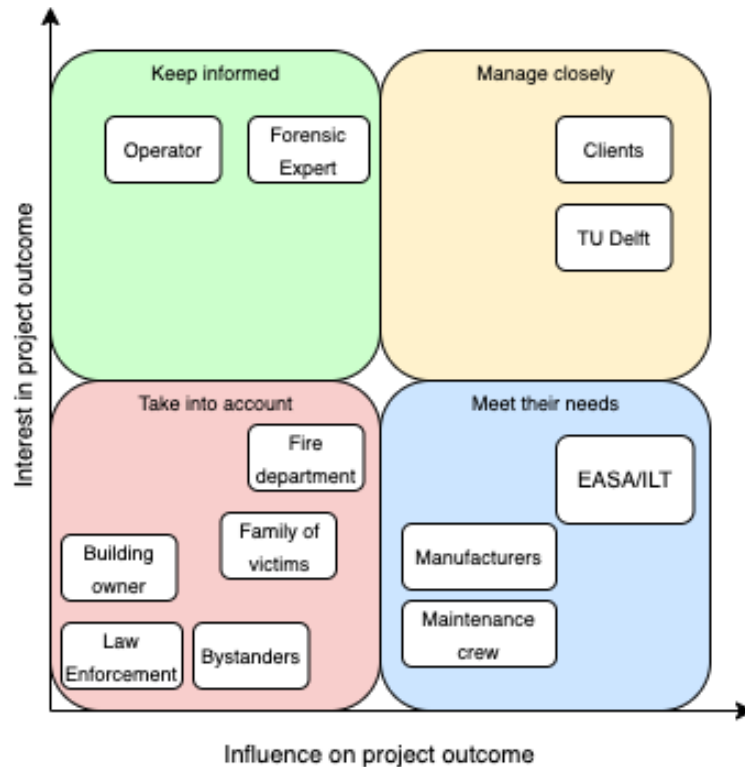 Keep informed
Manage closely
Operator
Forensic
Expert
Clients
TU Delft
Interest in project outcome
Take into account
Meet their needs
Fire
department
EASA/ILT
Family of
victims
Building
owner
Manufacturers
Law
Enforcement
Bystanders
Maintenance
crew
Influence on project outcome